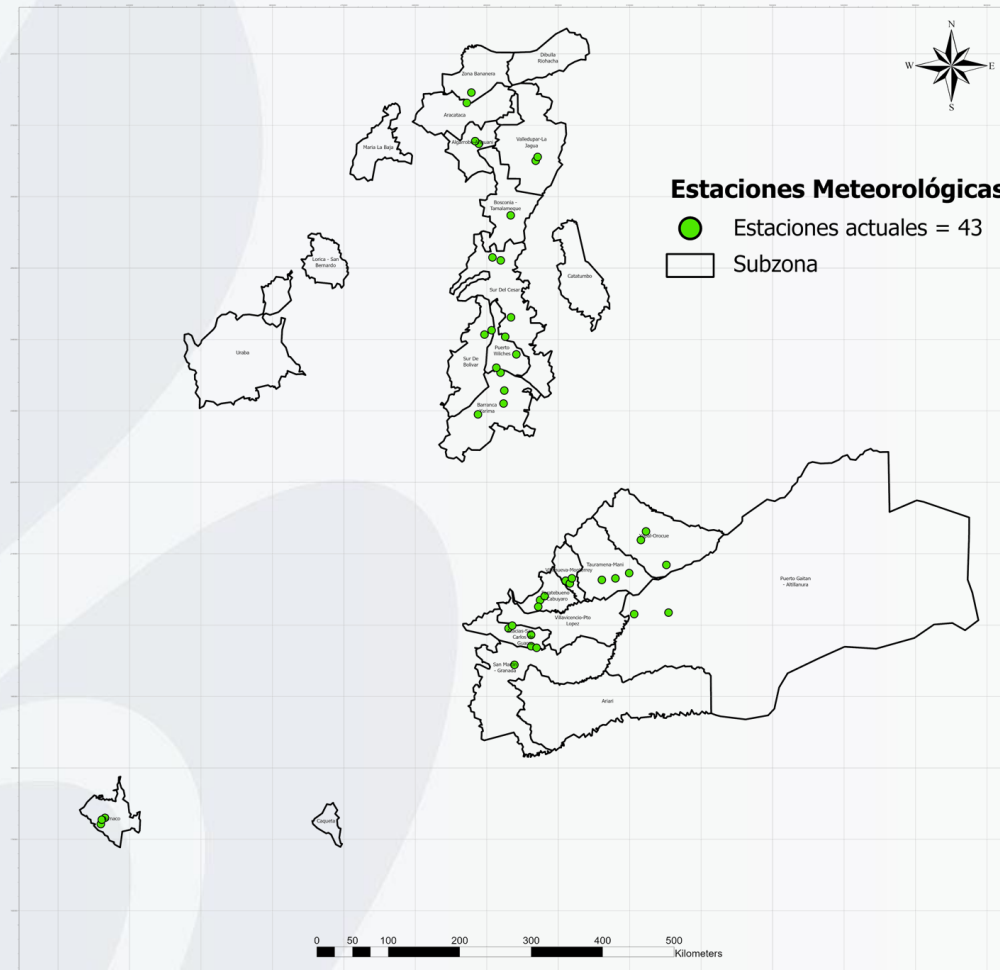 N
W
E
S
Dibulla
Riohacha
Zona Bananera
Aracataca
Maria La Baja
Valledupar-La
Jagua
Estaciones Meteorológicas
Estaciones actuales = 43
Subzona
Bosconia -
Tamalameque
Lorica - San
Bernardo
Catatumbo
Sur Del Cesar
Uraba
Puerto
Wilches
Sur De
Bolivar
Barranca
Puerto Gaitan
- Altillanura
Tauramena-Mani
Cabuyaro
Villavicencio-Pto
Lopez
Carlos
San Martin
- Granada
Ariari
Caqueta
0 50 100 200 300 400 500
Kilometers